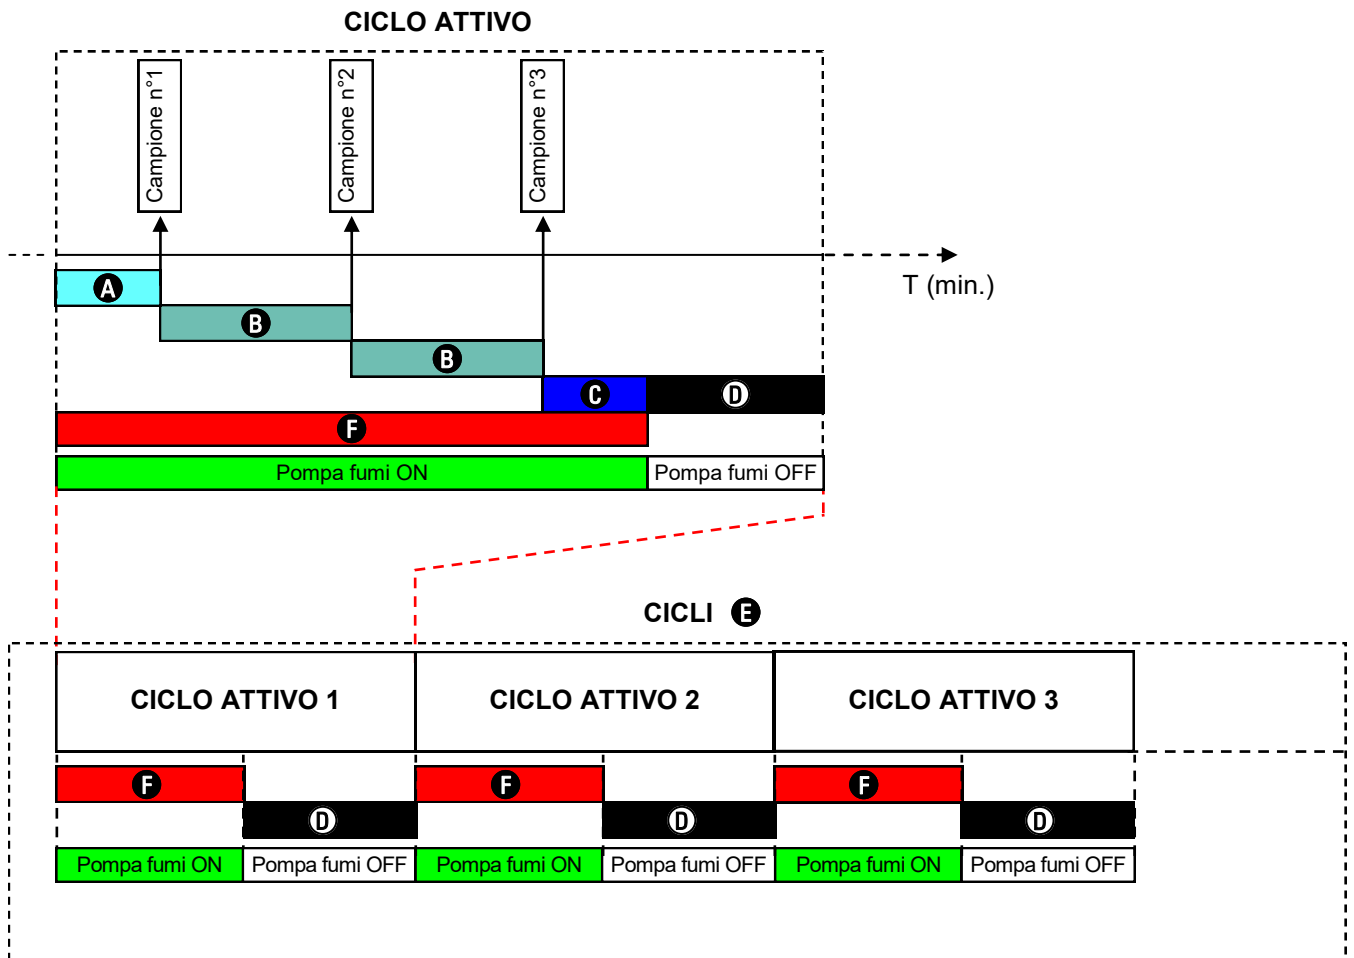 CICLO ATTIVO
Campione n°1
Campione n°2
Campione n°3
T (min.)
A
B
B
C
D
F
Pompa fumi ON
Pompa fumi OFF
CICLI E
CICLO ATTIVO 1
CICLO ATTIVO 2
CICLO ATTIVO 3
F
F
F
D
D
D
Pompa fumi ON
Pompa fumi OFF
Pompa fumi ON
Pompa fumi OFF
Pompa fumi ON
Pompa fumi OFF